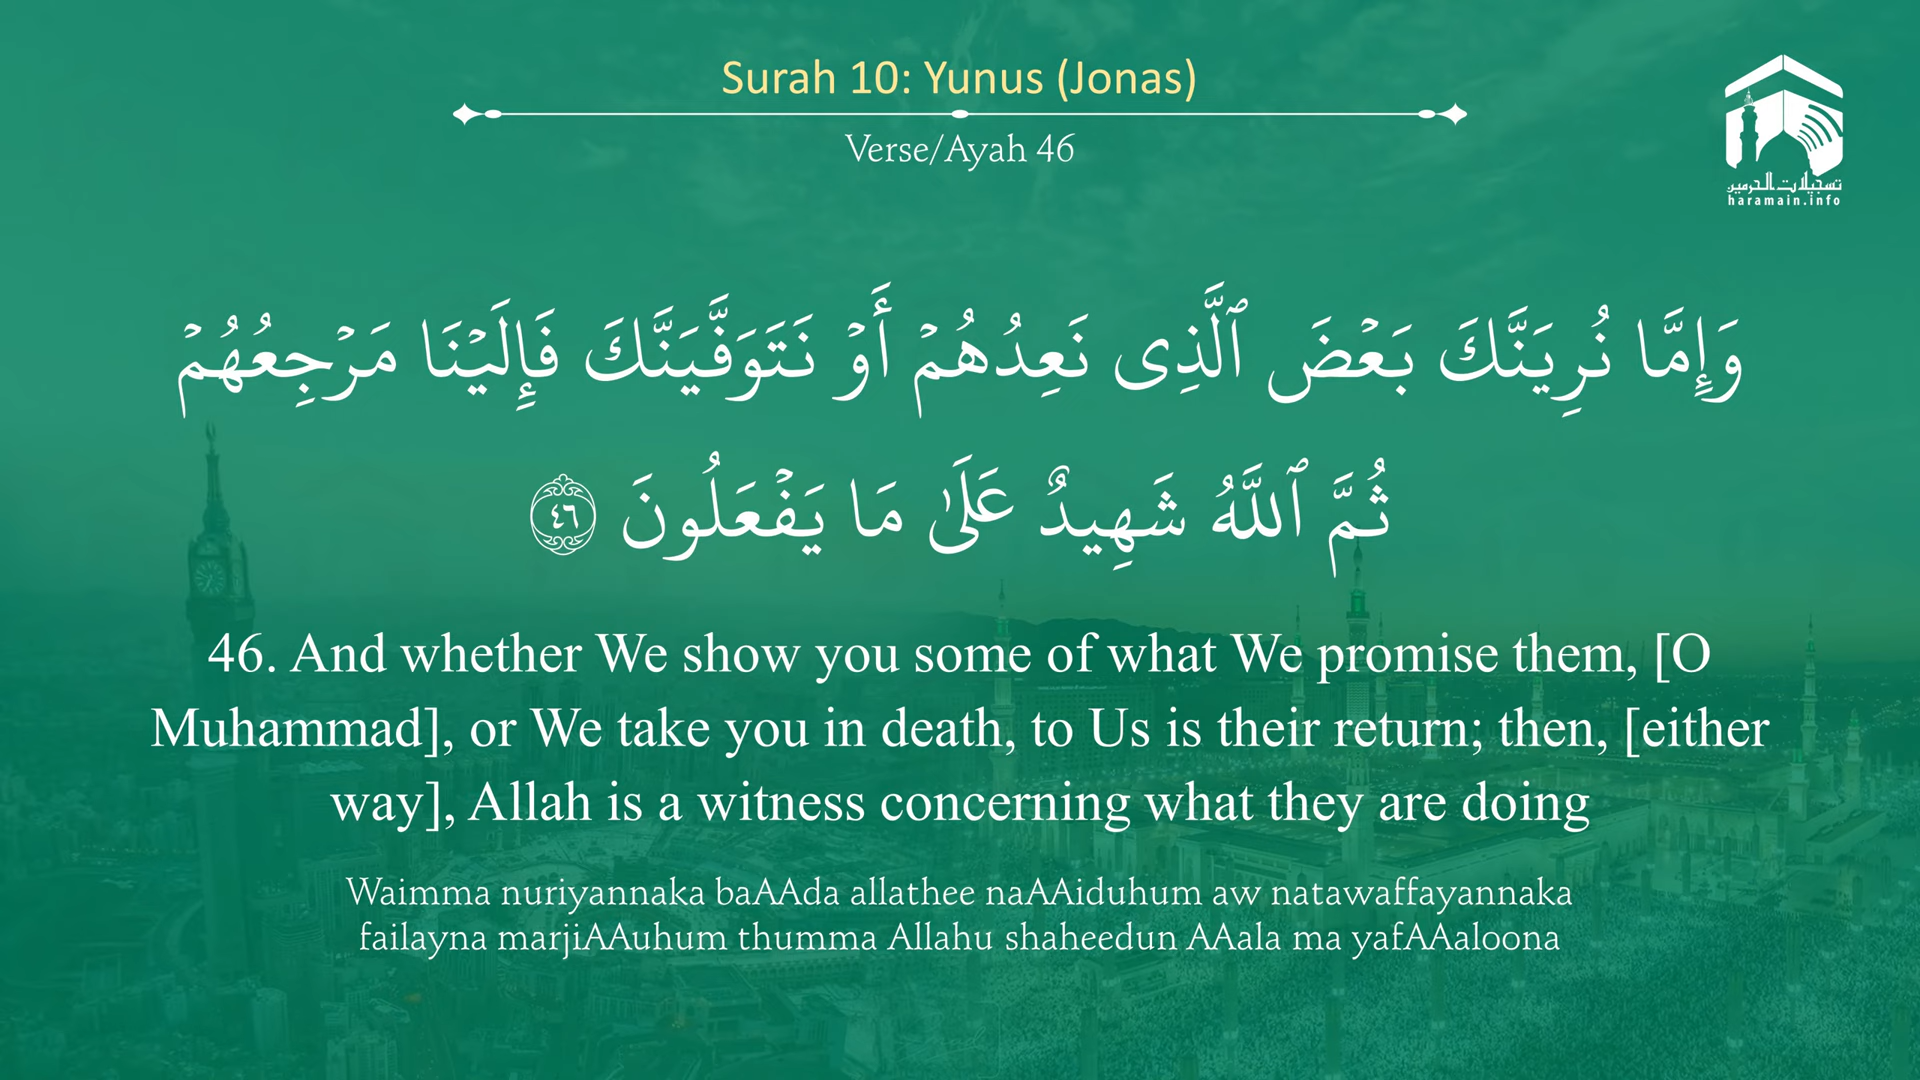 Surah 10: Yunus (Jonas)
Verse/Ayah 46
تسجيلات الحرمين
haramain.info
وَإِمَّا نُرِيَنَّكَ بَعْضَ ٱلَّذِى نَعِدُهُمْ أَوْ نَتَوَفَّيَنَّكَ فَإِلَيْنَا مَرْجِعُهُمْ
ثُمَّ ٱللَّهُ شَهِيدٌ عَلَىٰ مَا يَفْعَلُونَ ٤٦
46. And whether We show you some of what We promise them, [O
Muhammad], or We take you in death, to Us is their return; then, [either
way], Allah is a witness concerning what they are doing
Waimma nuriyannaka baAAda allathee naAAiduhum aw natawaffayannaka
failayna marjiAAuhum thumma Allahu shaheedun AAala ma yafAAaloona